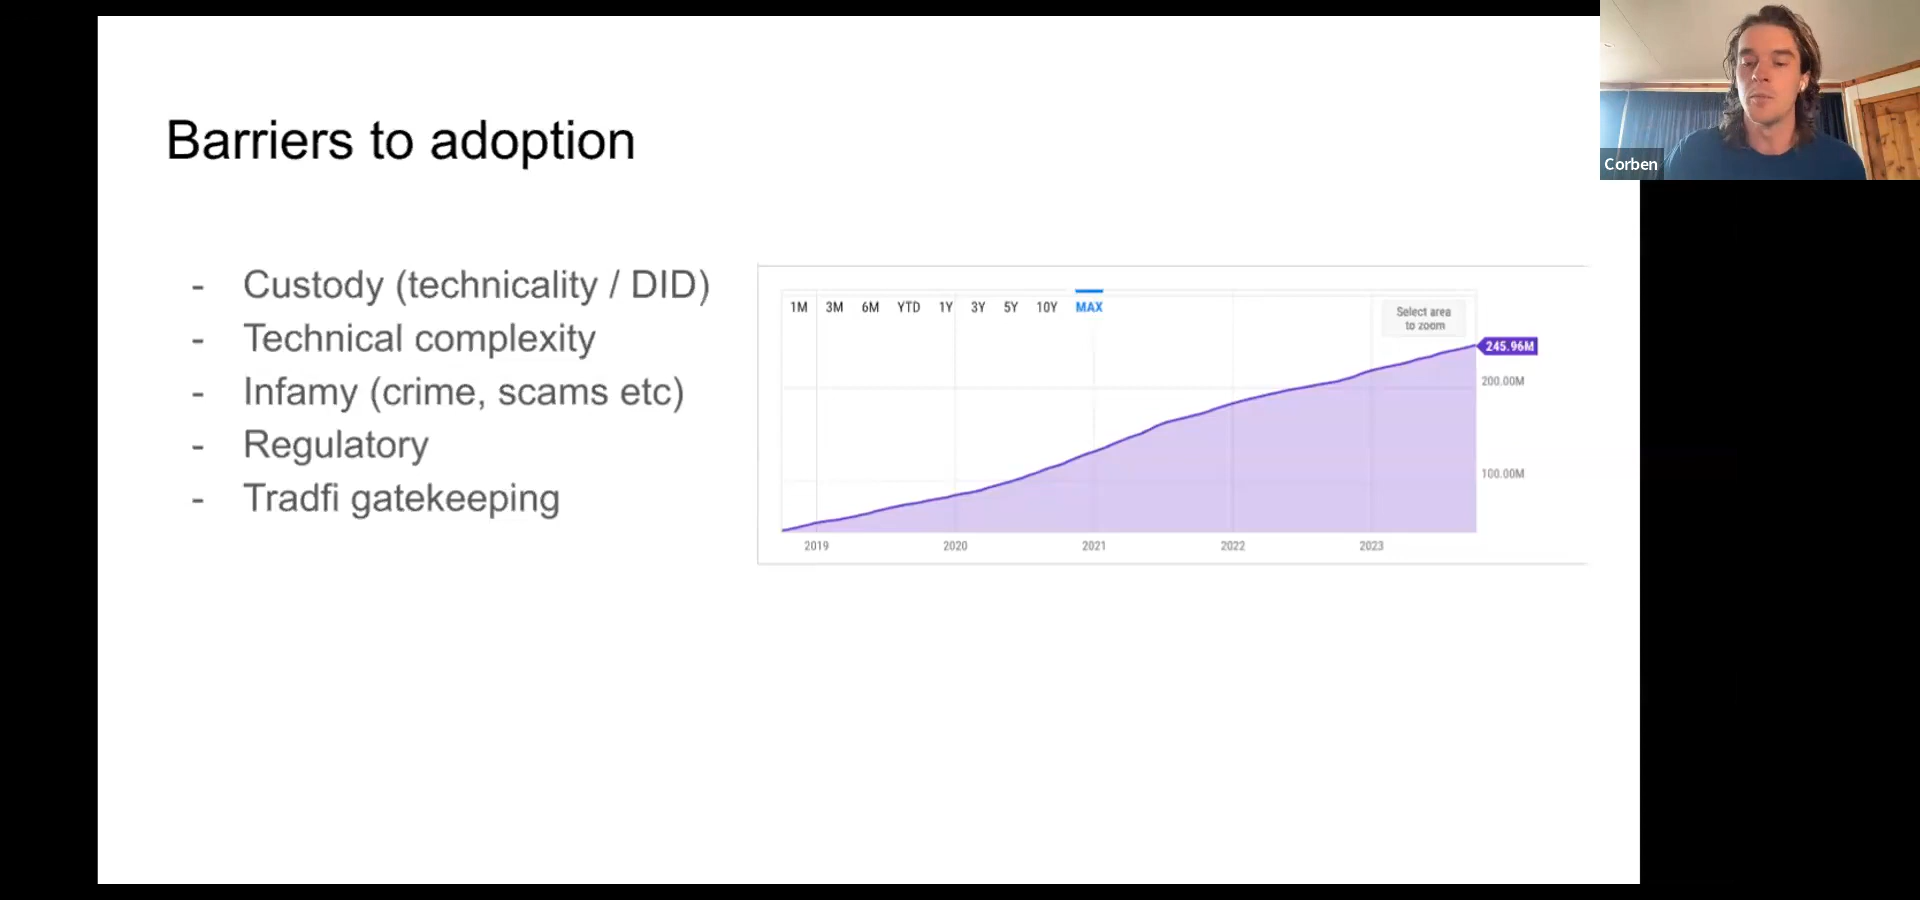 Barriers to adoption
Corben
- Custody (technicality / DID)
- Technical complexity
- Infamy (crime, scams etc)
- Regulatory
- Tradfi gatekeeping
1M 3M 6M YTD 1Y 3Y 5Y 10Y MAX
Select area
to zoom
245.96M
200.00M
100.00M
2019 2020 2021 2022 2023